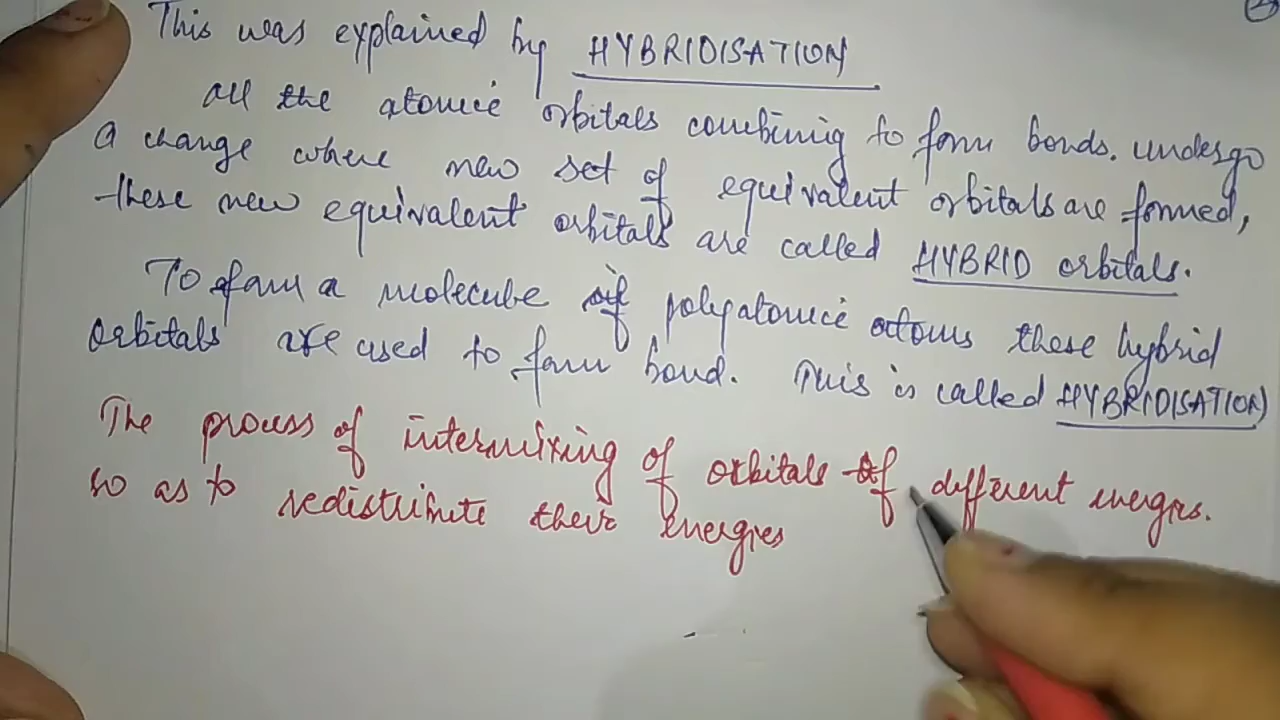 This was explained by HYBRIDISATION
all the atomic orbitals combining to form bonds. undergo
a change where new set of equivalent orbitals are formed,
these new equivalent orbitals are called HYBRID orbitals.
To form a molecule of polyatomic atoms these hybrid
orbitals are used to form bond. This is called HYBRIDISATION
The process of intermixing of orbitals of different energies.
so as to redistribute their energies